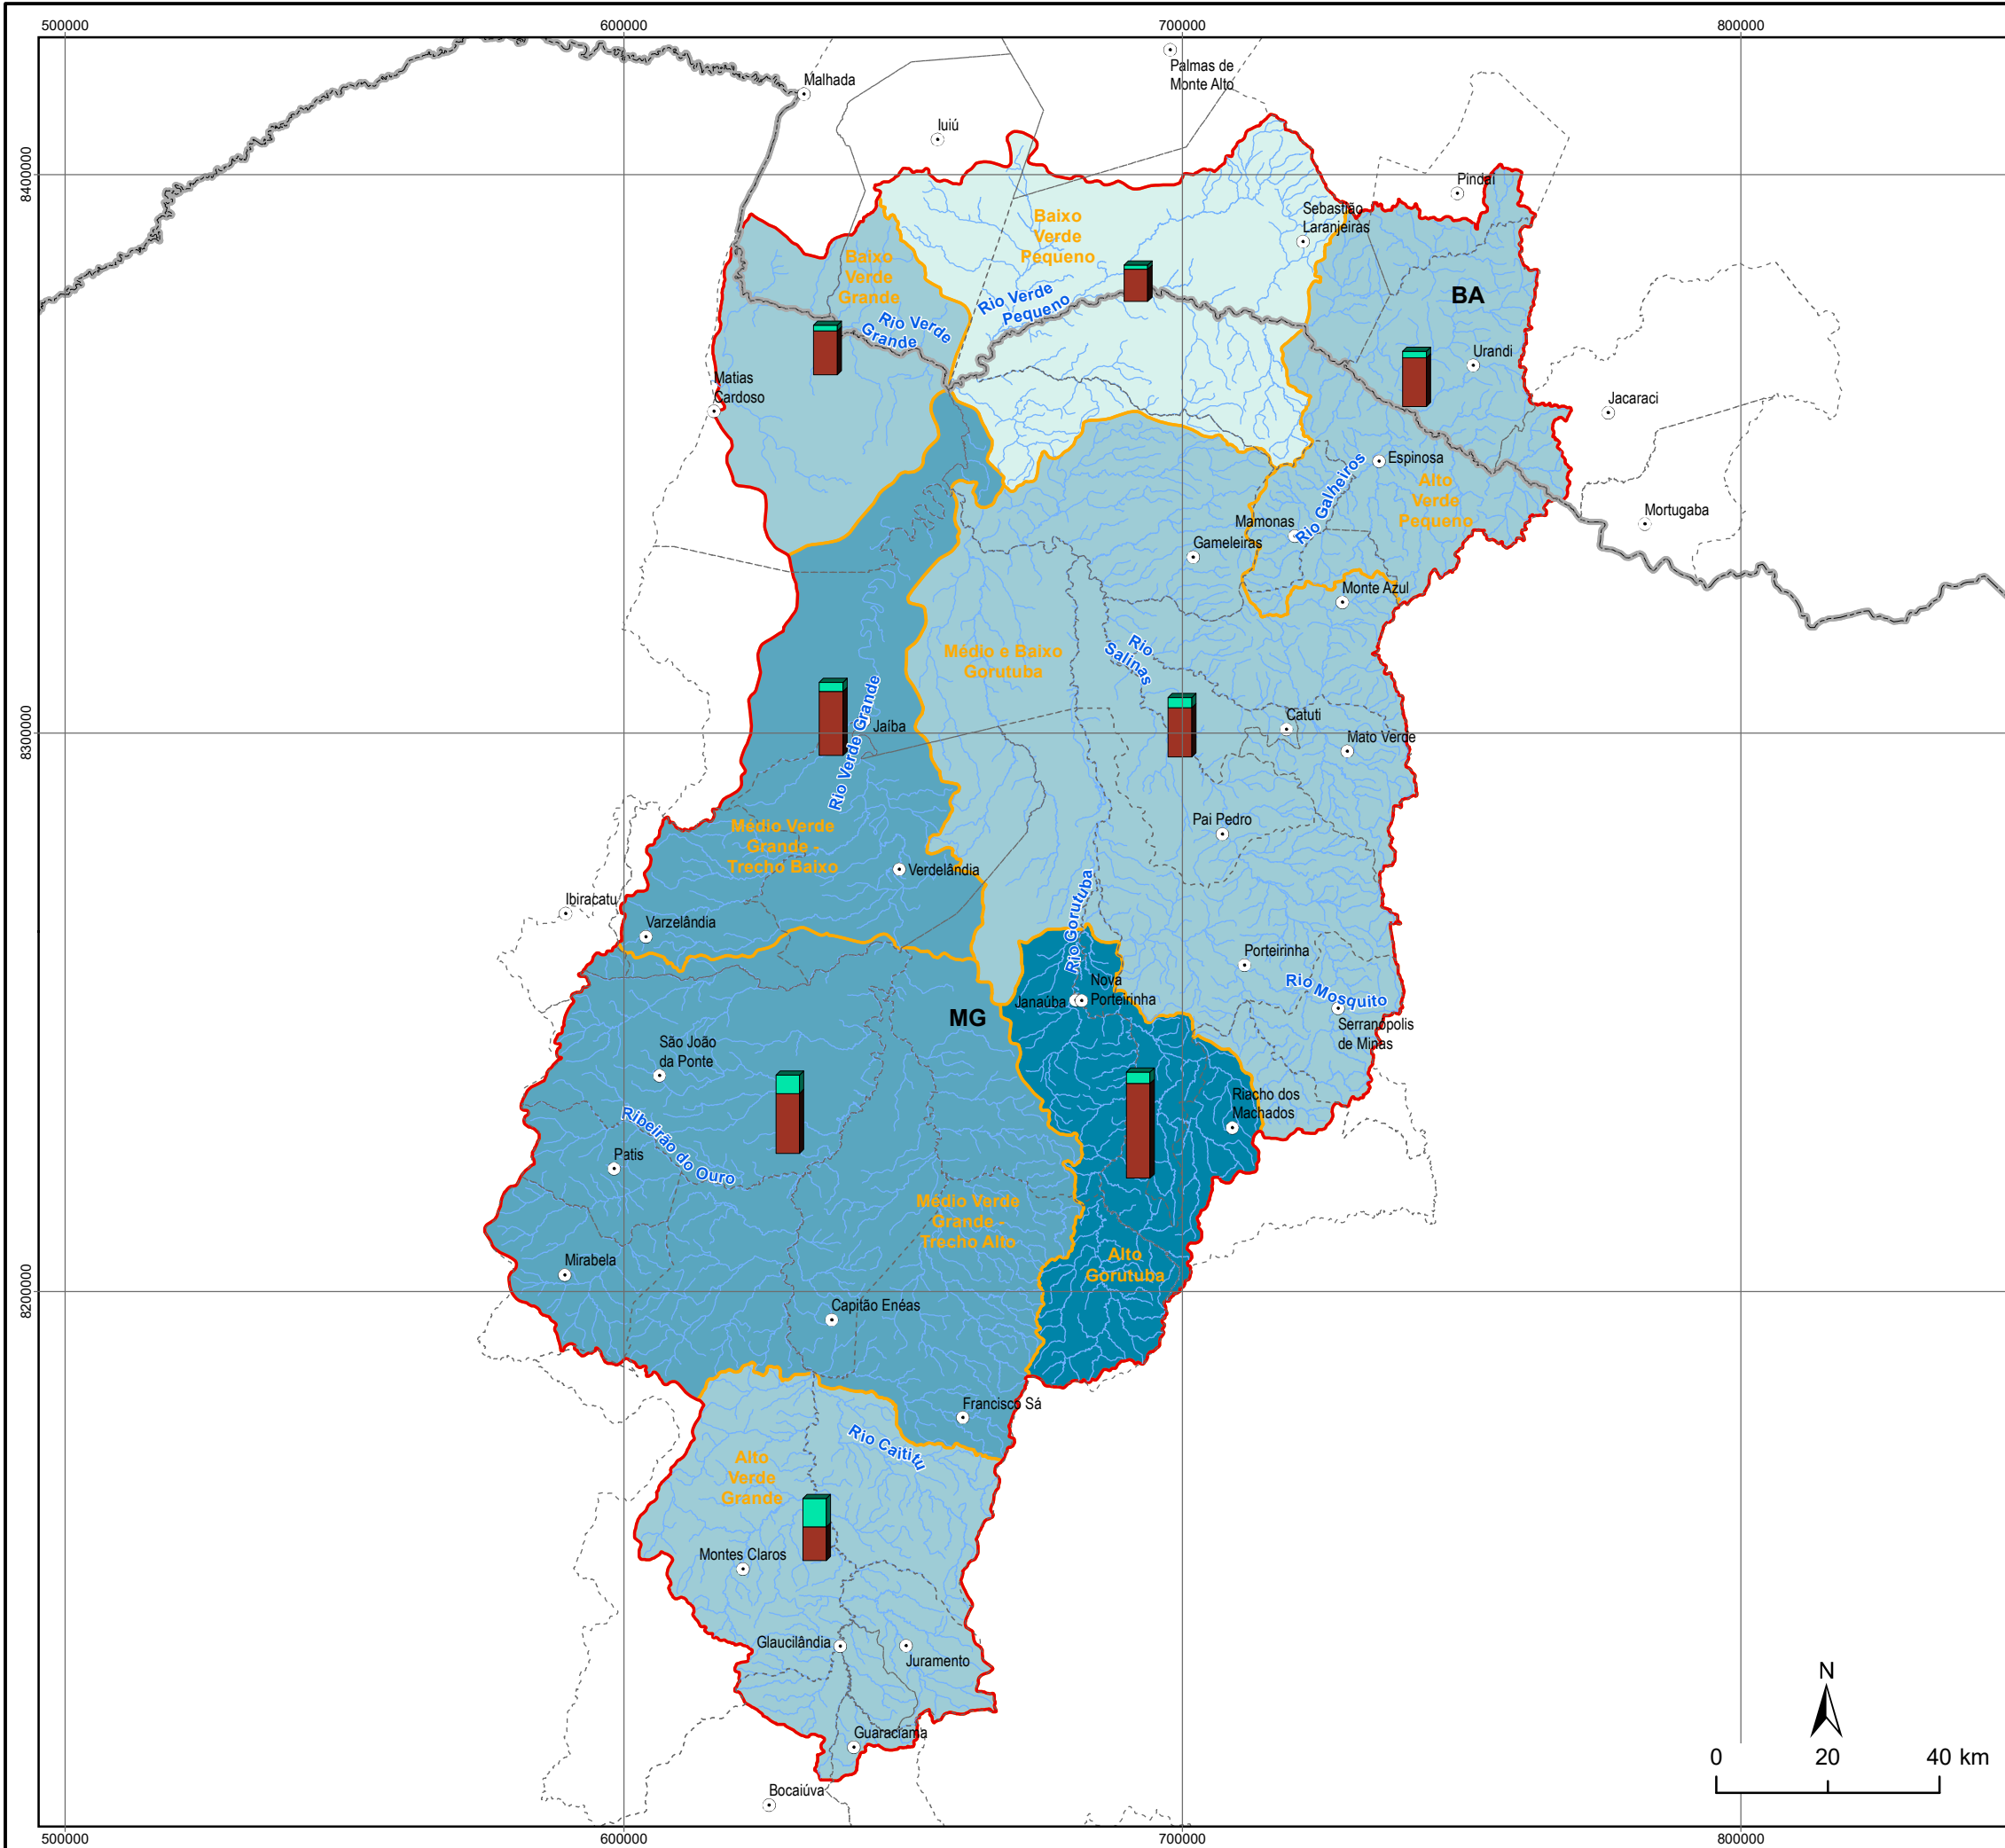 500000
600000
700000
800000
8400000
8300000
8200000
Malhada
Palmas de
Monte Alto
Iuiú
Pindaí
Sebastião
Laranjeiras
Baixo
Verde
Pequeno
Baixo
Verde
Grande
Rio Verde
Pequeno
Rio Verde
Grande
BA
Urandi
Matias
Cardoso
Jacaraci
Espinosa
Rio Galheiros
Alto
Verde
Pequeno
Mortugaba
Mamonas
Gameleiras
Monte Azul
Médio e Baixo
Gorutuba
Rio
Salinas
Rio Verde Grande
Jaíba
Catuti
Mato Verde
Médio Verde
Grande -
Trecho Baixo
Pai Pedro
Verdelândia
Ibiracatu
Varzelândia
Rio Gorutuba
Porteirinha
Rio Mosquito
Janaúba
Nova
Porteirinha
MG
Serranópolis
de Minas
São João
da Ponte
Riacho dos
Machados
Ribeirão do Ouro
Patis
Médio Verde
Grande -
Trecho Alto
Alto
Gorutuba
Mirabela
Capitão Enéas
Francisco Sá
Rio Caititu
Alto
Verde
Grande
Montes Claros
Glaucilândia
Juramento
Guaraciama
Bocaiúva
N
0 20 40 km
500000
600000
700000
800000